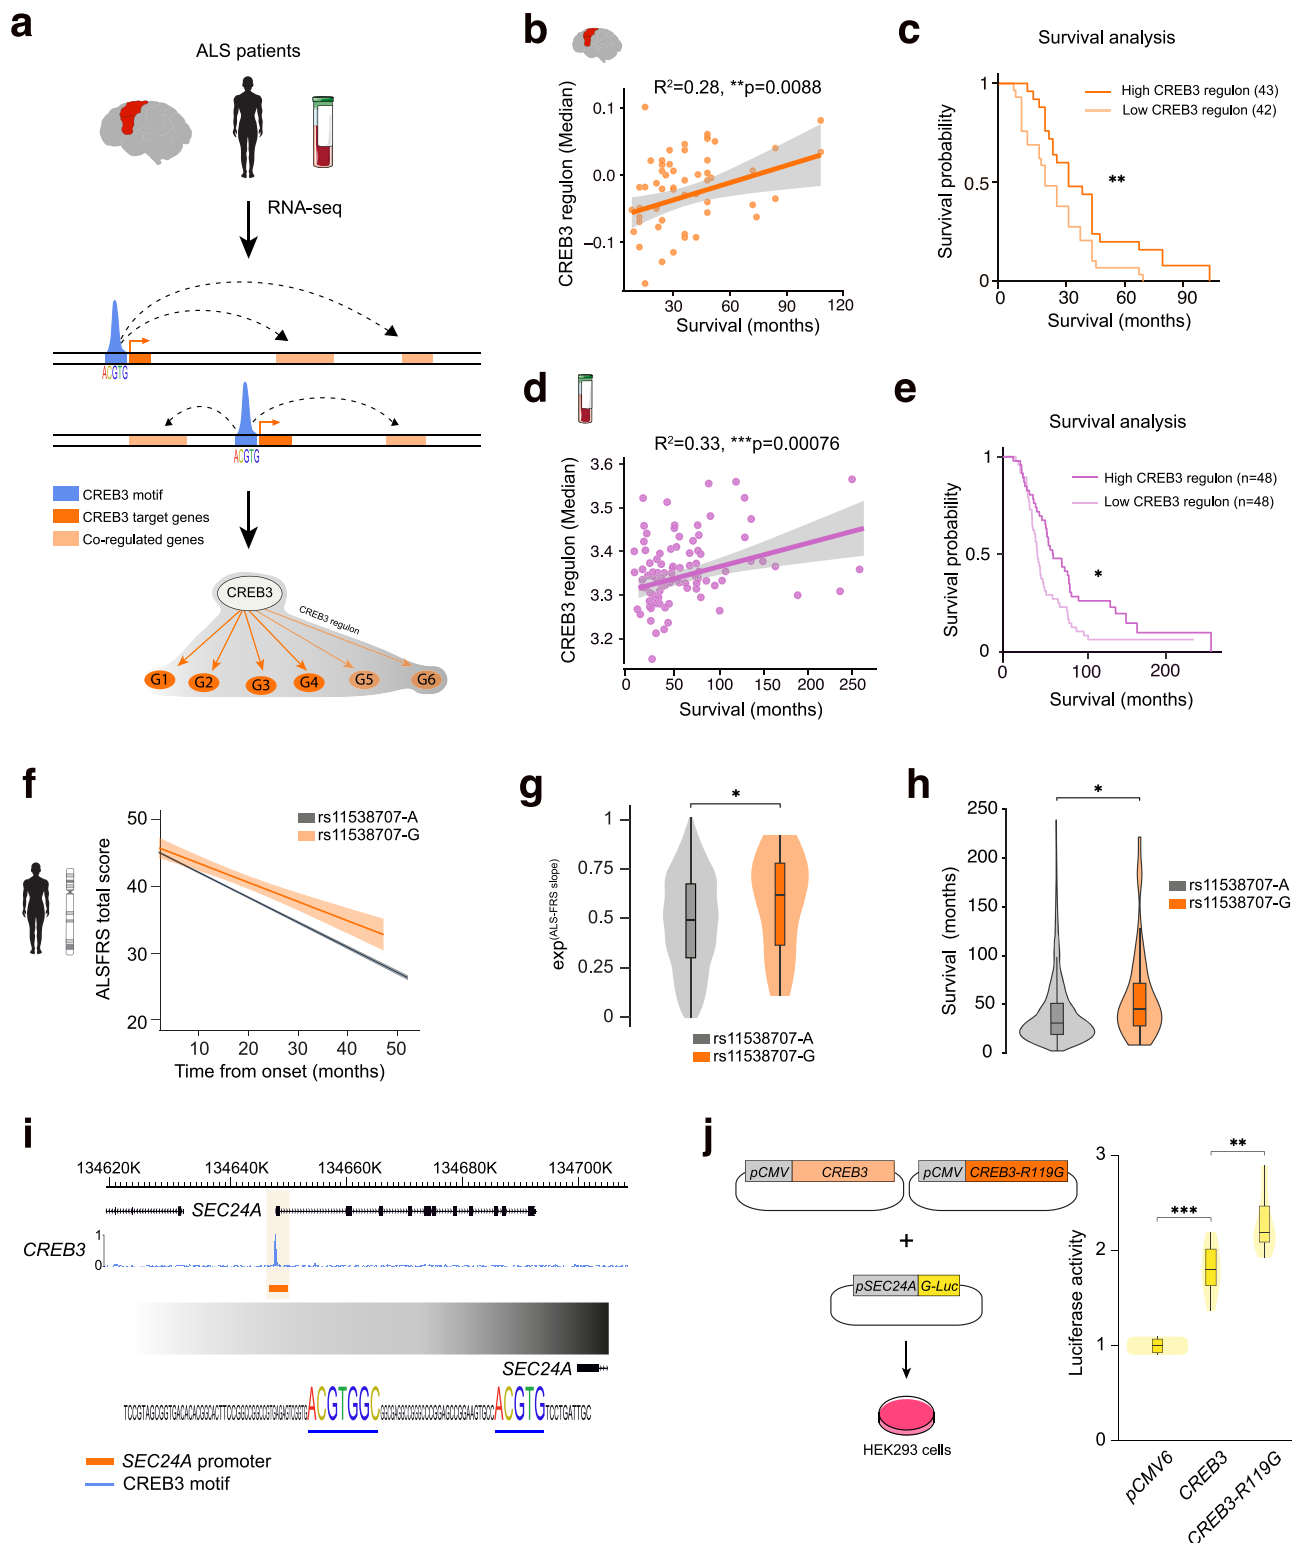 a
ALS patients
RNA-seq
ACGTG
ACGTG
CREB3 motif
CREB3 target genes
Co-regulated genes
CREB3
CREB3 regulon
G1 G2 G3 G4 G5 G6
b
R²=0.28, **p=0.0088
CREB3 regulon (Median)
0.1
0.0
−0.1
30 60 90 120
Survival (months)
c
Survival analysis
High CREB3 regulon (43)
Low CREB3 regulon (42)
Survival probability
1
0.5
0
**
0 30 60 90
Survival (months)
d
R²=0.33, ***p=0.00076
CREB3 regulon (Median)
3.6
3.5
3.4
3.3
3.2
0 50 100 150 200 250
Survival (months)
e
Survival analysis
High CREB3 regulon (n=48)
Low CREB3 regulon (n=48)
Survival probability
1
0.5
0
*
0 100 200
Survival (months)
f
ALSFRS total score
50
40
30
20
rs11538707-A
rs11538707-G
10 20 30 40 50
Time from onset (months)
g
*
exp(ALS-FRS slope)
1
0.75
0.5
0.25
0
rs11538707-A
rs11538707-G
h
*
Survival (months)
250
200
150
100
50
0
rs11538707-A
rs11538707-G
i
134620K 134640K 134660K 134680K 134700K
SEC24A
CREB3
1
0
SEC24A
TCCGTAGCGGTGACACACGGCACTTCCGGCCGGCCGTGAGAGTCGGTGACGTGGCGGCGAGGCCGGGCCCGGAGCCGGAAGTGCCACGTGTCCTGATTGC
SEC24A promoter
CREB3 motif
j
pCMV CREB3
pCMV CREB3-R119G
+
pSEC24A G-Luc
HEK293 cells
Luciferase activity
3
2
1
0
***
**
pCMV6
CREB3
CREB3-R119G